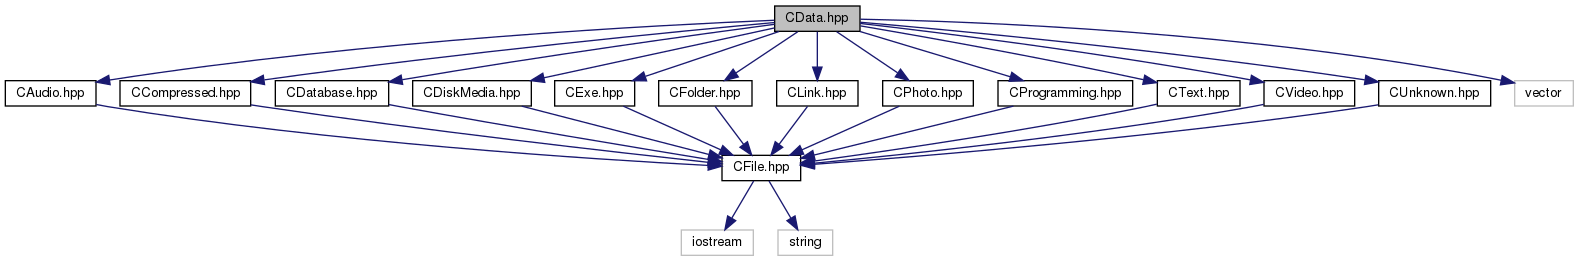 CData.hpp
CAudio.hpp
CCompressed.hpp
CDatabase.hpp
CDiskMedia.hpp
CExe.hpp
CFolder.hpp
CLink.hpp
CPhoto.hpp
CProgramming.hpp
CText.hpp
CVideo.hpp
CUnknown.hpp
vector
CFile.hpp
iostream
string